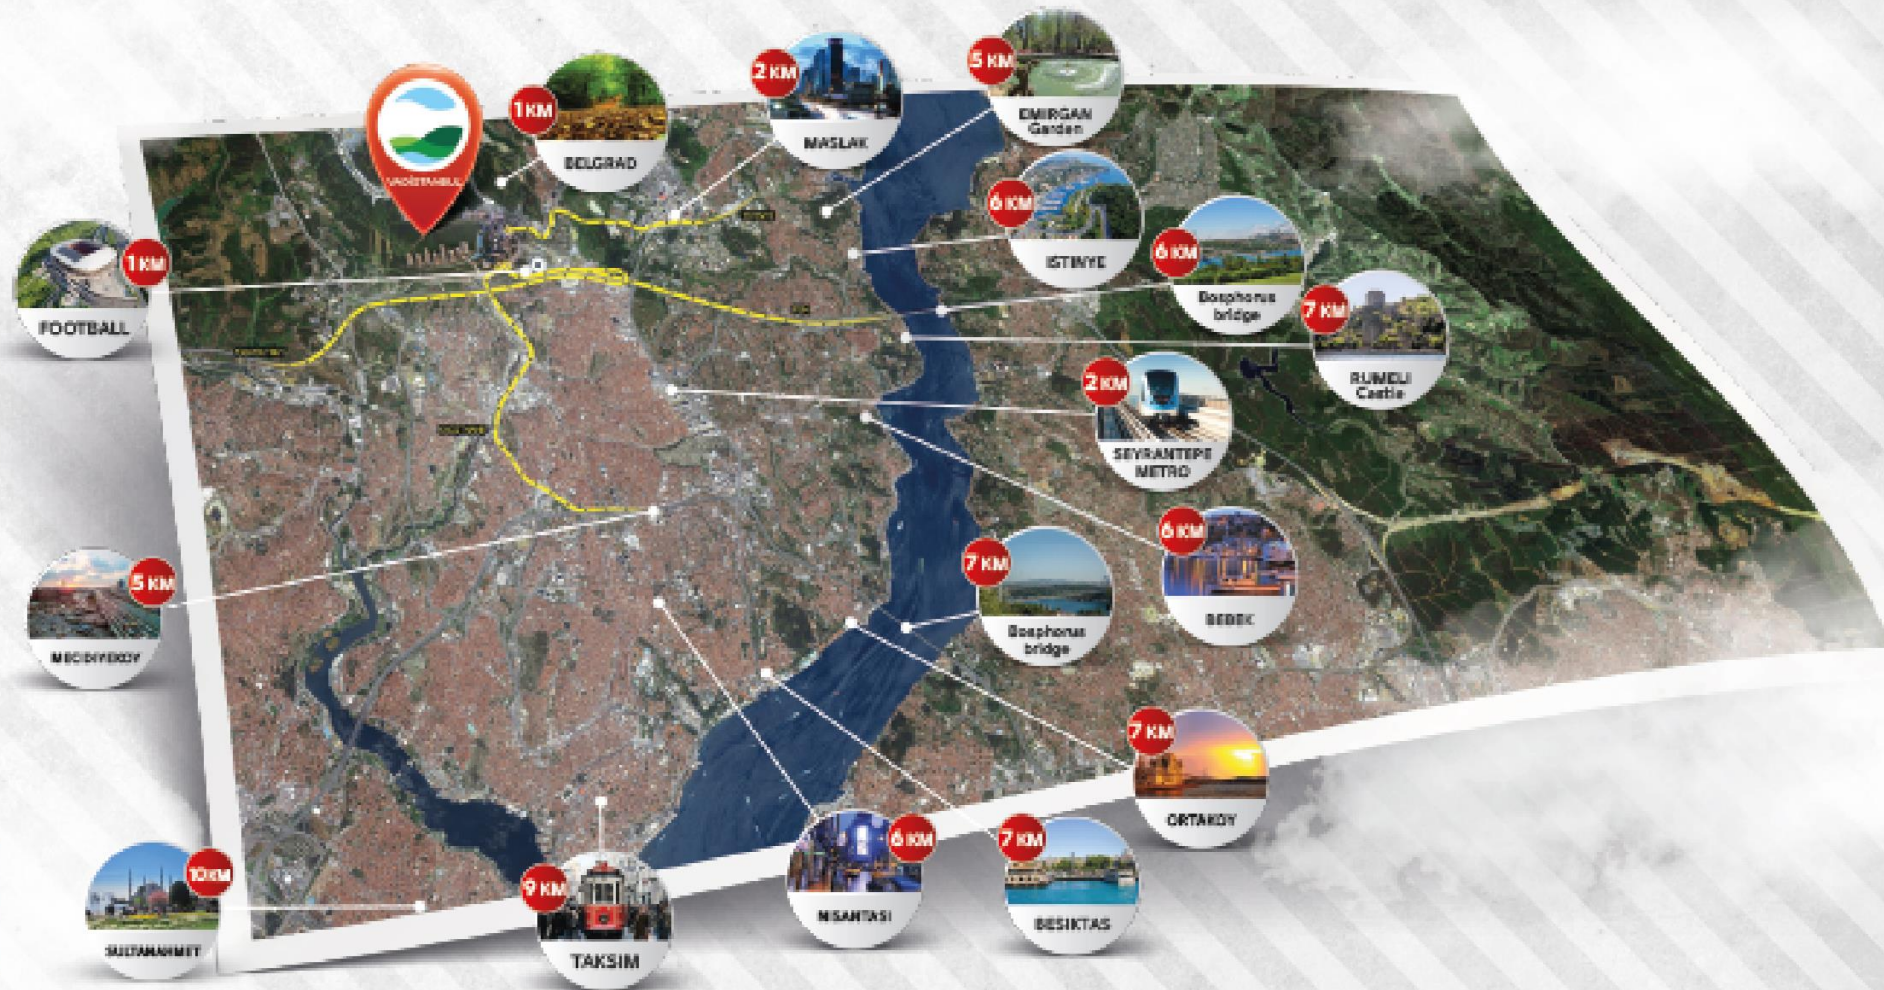 1 KM
BELGRAD
2 KM
MASLAK
5 KM
EMIRGAN
Garden
VADISTANBUL
6 KM
ISTINYE
6 KM
Bosphorus
bridge
1 KM
FOOTBALL
7 KM
RUMELI
Castle
2 KM
SEYRANTEPE
METRO
6 KM
BEBEK
7 KM
Bosphorus
bridge
5 KM
MECIDIYEKOY
7 KM
ORTAKOY
6 KM
NISANTASI
7 KM
BESIKTAS
9 KM
TAKSIM
10 KM
SULTANAHMET